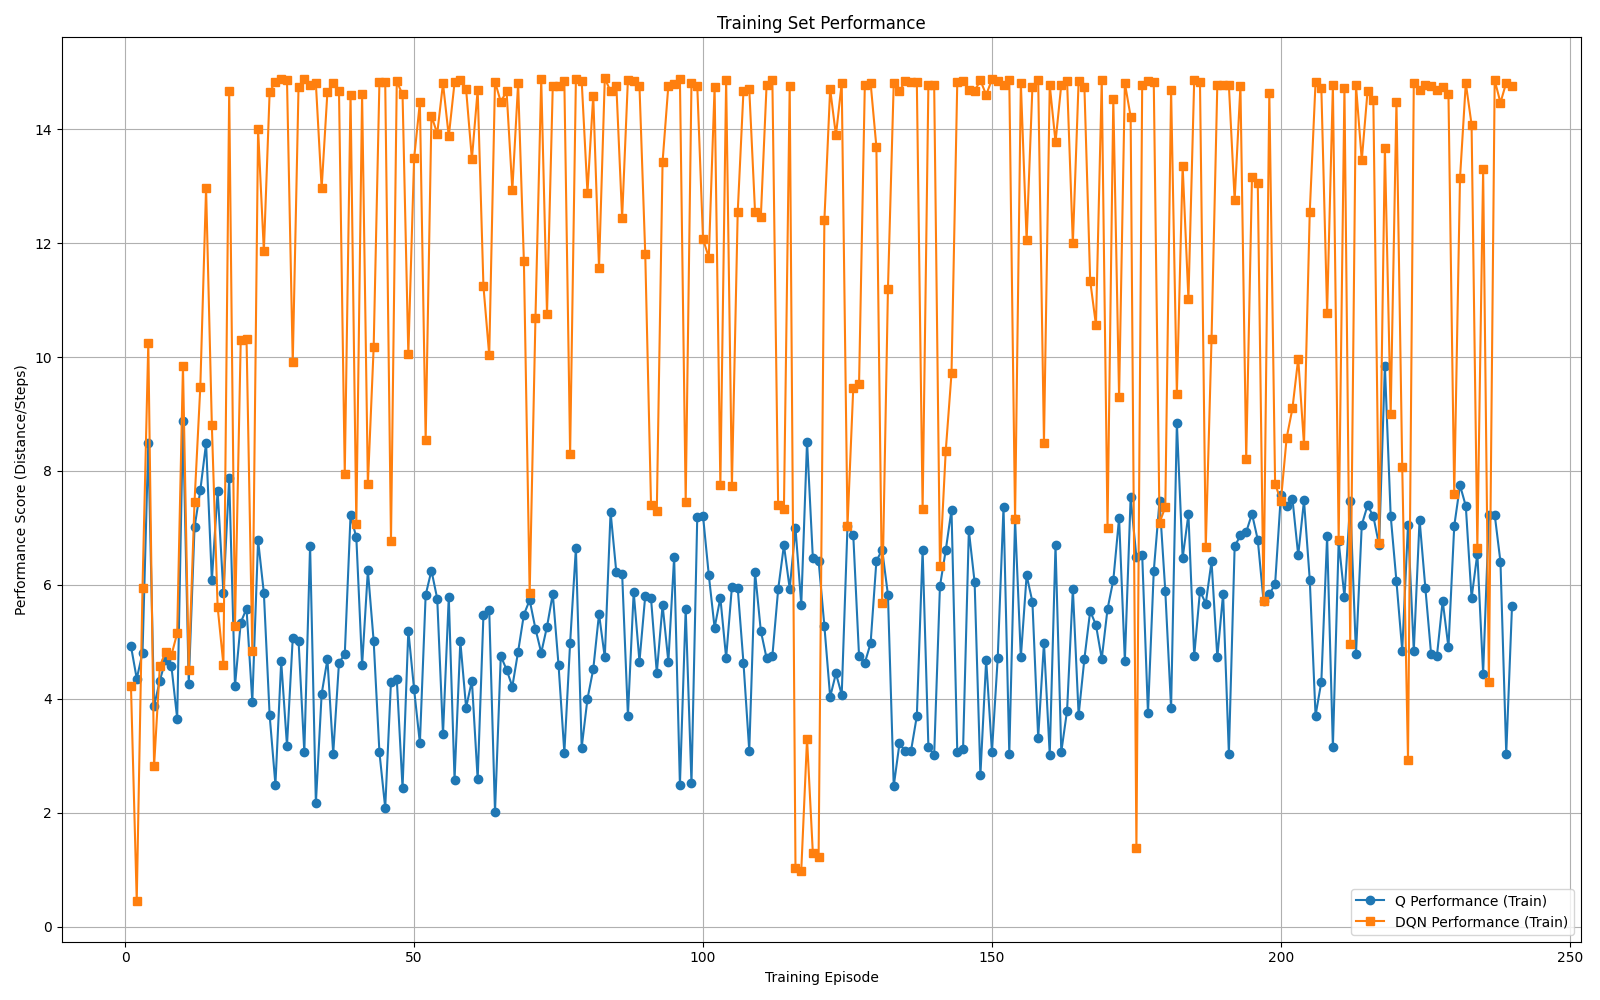 Training Set Performance
Performance Score (Distance/Steps)
14
12
10
8
6
4
2
0
0
50
100
150
200
250
Training Episode
Q Performance (Train)
DQN Performance (Train)